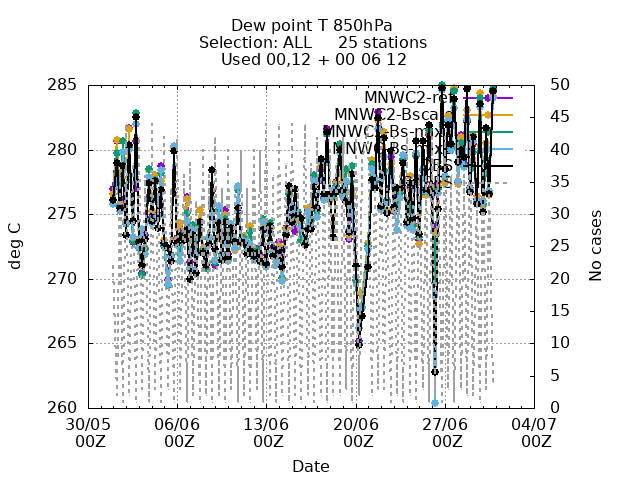 Dew point T 850hPa
Selection: ALL 25 stations
Used 00,12 + 00 06 12
285
280
275
270
265
260
deg C
50
45
40
35
30
25
20
15
10
5
0
No cases
MNWC2-ref
MNWC2-Bscal
30/05 06/06 13/06 20/06 27/06 04/07
00Z 00Z 00Z 00Z 00Z 00Z
Date